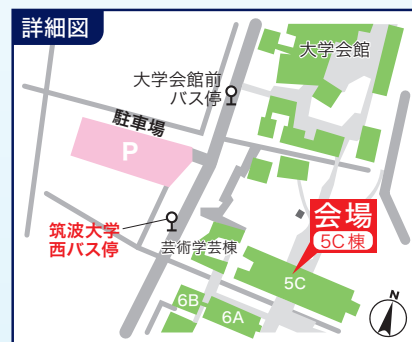 詳細図
大学会館
大学会館前
バス停
駐車場
P
筑波大学
西バス停
芸術学芸棟
会場
5C棟
5C
6B
6A
N